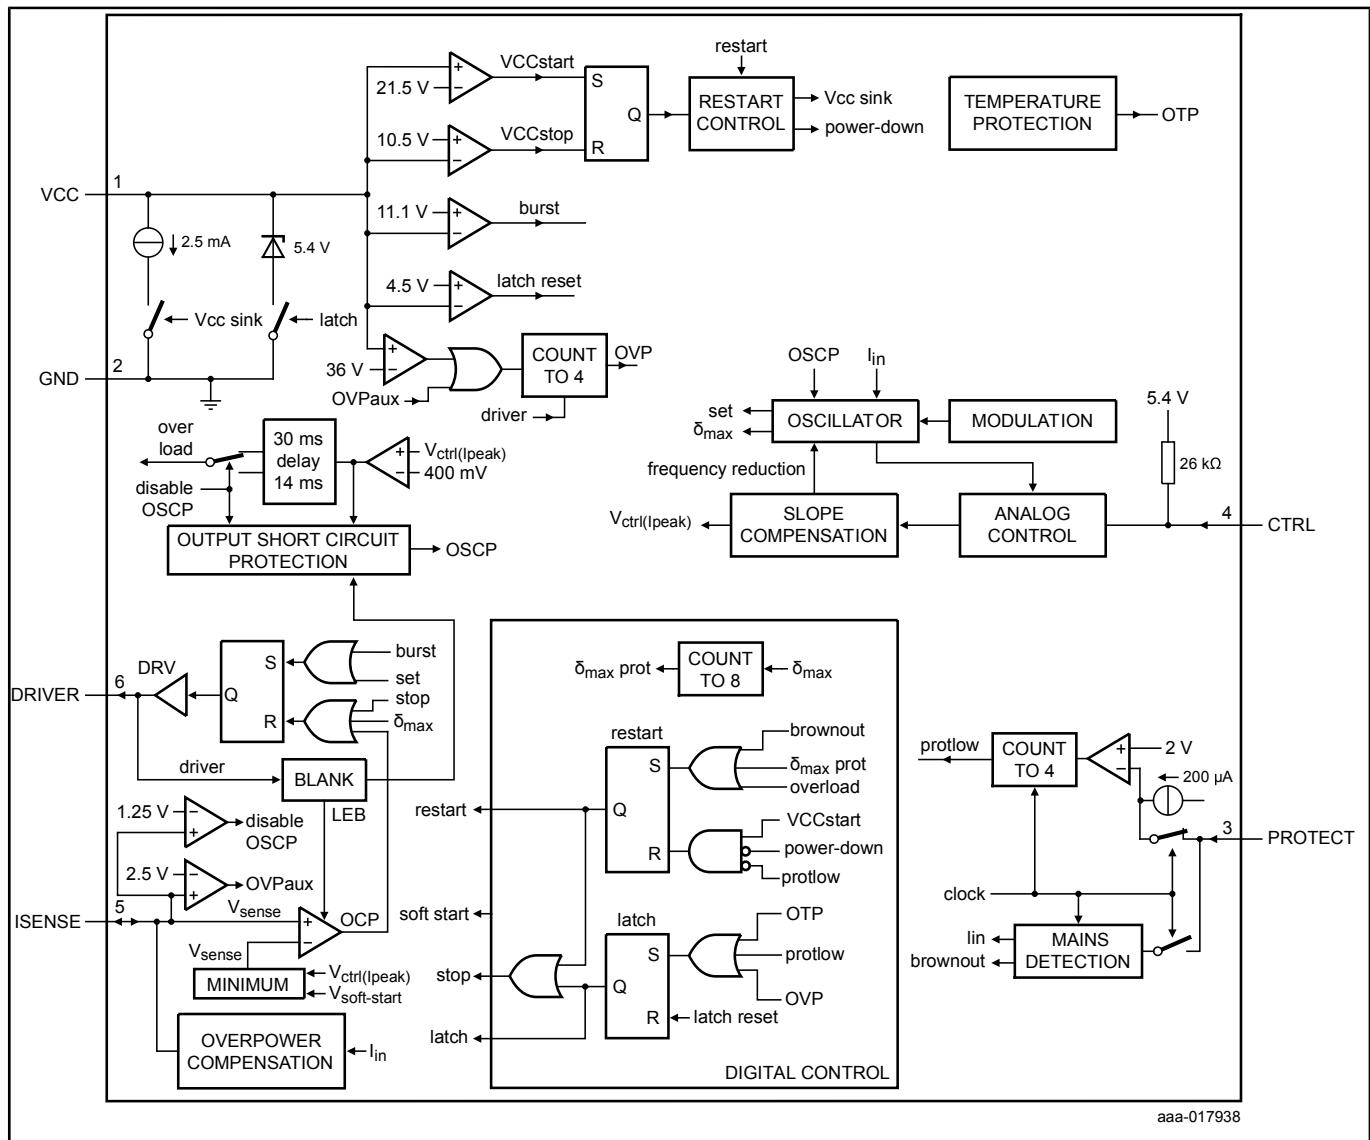 restart
VCCstart
21.5 V
S
Q
R
RESTART
CONTROL
Vcc sink
power-down
TEMPERATURE
PROTECTION
OTP
10.5 V
VCCstop
VCC
1
11.1 V
burst
2.5 mA
5.4 V
4.5 V
latch reset
Vcc sink
latch
GND
2
36 V
OVPaux
COUNT
TO 4
OVP
driver
OSCP
Iin
set
δmax
OSCILLATOR
MODULATION
5.4 V
26 kΩ
frequency reduction
Vctrl(Ipeak)
SLOPE
COMPENSATION
ANALOG
CONTROL
4
CTRL
over
load
30 ms
delay
14 ms
Vctrl(Ipeak)
400 mV
disable
OSCP
OUTPUT SHORT CIRCUIT
PROTECTION
OSCP
DRIVER
6
DRV
Q
S
R
burst
set
stop
δmax
driver
BLANK
LEB
1.25 V
disable
OSCP
2.5 V
OVPaux
ISENSE
5
Vsense
OCP
Vsense
MINIMUM
Vctrl(Ipeak)
Vsoft-start
OVERPOWER
COMPENSATION
Iin
δmax prot
COUNT
TO 8
δmax
restart
S
Q
R
brownout
δmax prot
overload
VCCstart
power-down
protlow
restart
soft start
stop
latch
latch
S
Q
R
OTP
protlow
OVP
latch reset
DIGITAL CONTROL
protlow
COUNT
TO 4
2 V
200 µA
3
PROTECT
clock
Iin
brownout
MAINS
DETECTION
aaa-017938